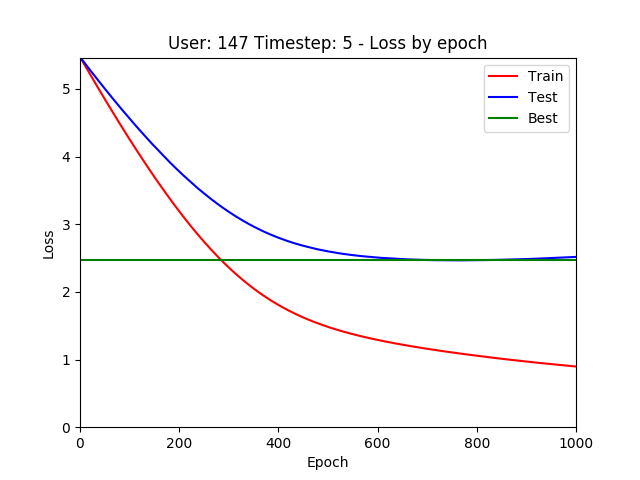 User: 147 Timestep: 5 - Loss by epoch
Train
Test
Best
5
4
3
2
1
0
Loss
0 200 400 600 800 1000
Epoch